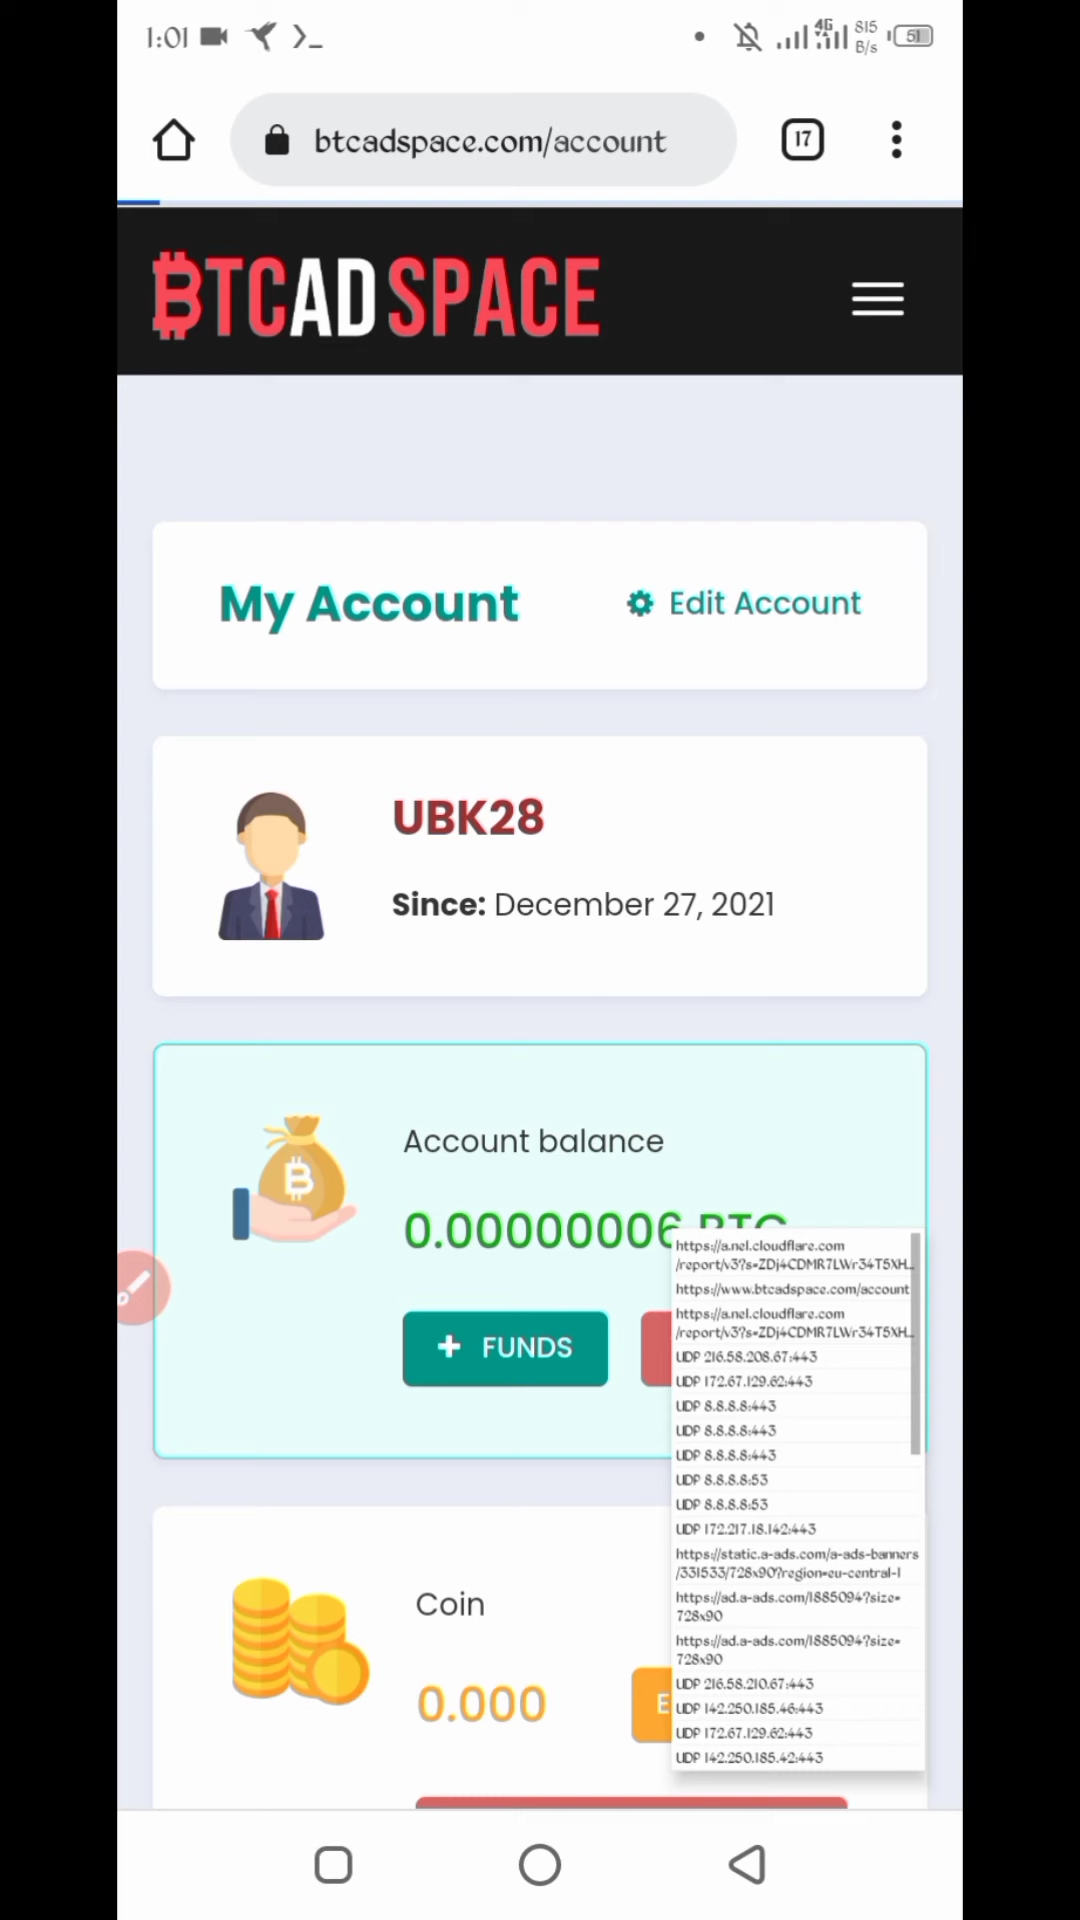 1:01
4G
815
B/s
51
btcadspace.com/account
17
BTCADSPACE
My Account
Edit Account
UBK28
Since: December 27, 2021
Account balance
0.00000006 BTC
+ FUNDS
https://a.nel.cloudflare.com
/report/v3?s=ZDj4CDMR7LWr34T5XH...
https://www.btcadspace.com/account
https://a.nel.cloudflare.com
/report/v3?s=ZDj4CDMR7LWr34T5XH...
UDP 216.58.208.67:443
UDP 172.67.129.62:443
UDP 8.8.8.8:443
UDP 8.8.8.8:443
UDP 8.8.8.8:443
UDP 8.8.8.8:53
UDP 8.8.8.8:53
UDP 172.217.18.142:443
https://static.a-ads.com/a-ads-banners
/331533/728x90?region=eu-central-1
https://ad.a-ads.com/1885094?size=
728x90
https://ad.a-ads.com/1885094?size=
728x90
UDP 216.58.210.67:443
UDP 142.250.185.46:443
UDP 172.67.129.62:443
UDP 142.250.185.42:443
Coin
0.000
E